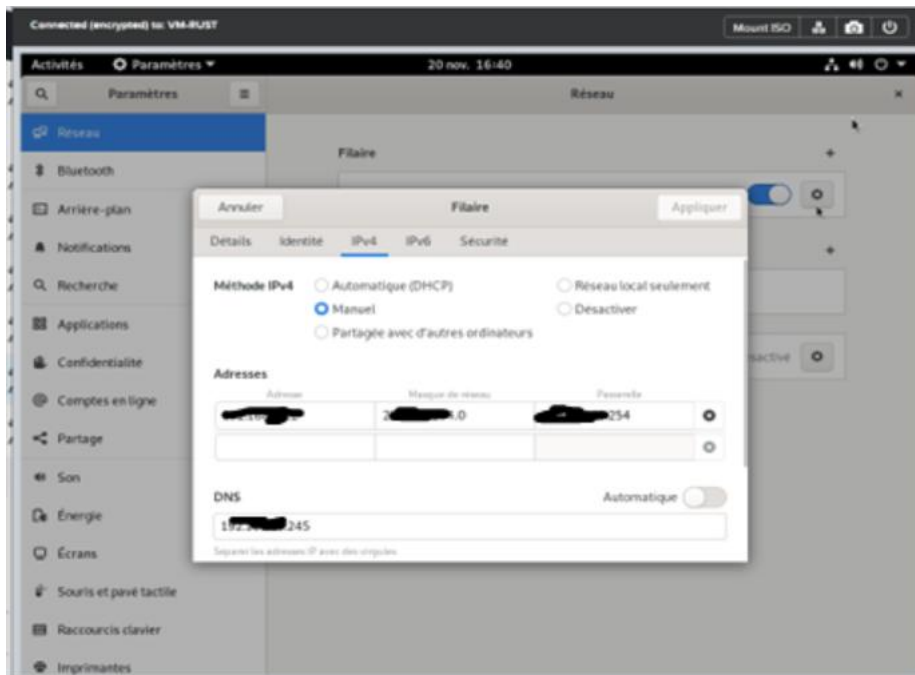 Connected (encrypted) to: VM-RUST
Mount ISO
Activités Paramètres 20 nov. 16:40
Paramètres Réseau
Réseau
Filaire
Bluetooth
Arrière-plan
Annuler Filaire Appliquer
Détails Identité IPv4 IPv6 Sécurité
Notifications
Recherche
Méthode IPv4 Automatique (DHCP) Réseau local seulement
Manuel Désactiver
Applications
Partagée avec d'autres ordinateurs
Confidentialité
Adresses
Adresse Masque de réseau Passerelle
Comptes en ligne
.0 254
Partage
Son
DNS Automatique
Énergie
245
Séparer les adresses IP avec des virgules
Écrans
Souris et pavé tactile
Raccourcis clavier
Imprimantes